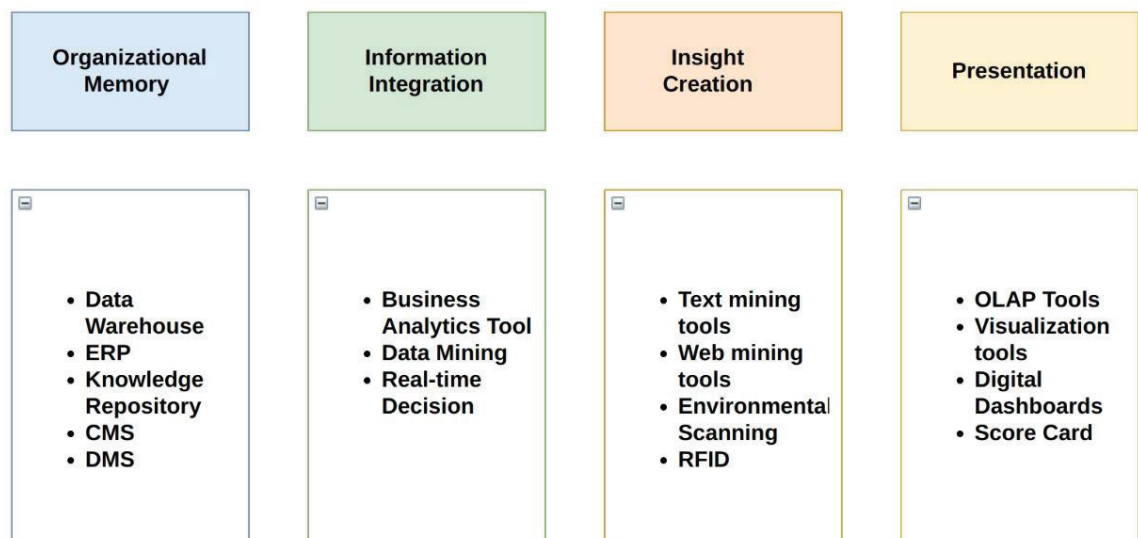 Organizational
Memory
Information
Integration
Insight
Creation
Presentation
• Data
Warehouse
• ERP
• Knowledge
Repository
• CMS
• DMS
• Business
Analytics Tool
• Data Mining
• Real-time
Decision
• Text mining
tools
• Web mining
tools
• Environmental
Scanning
• RFID
• OLAP Tools
• Visualization
tools
• Digital
Dashboards
• Score Card